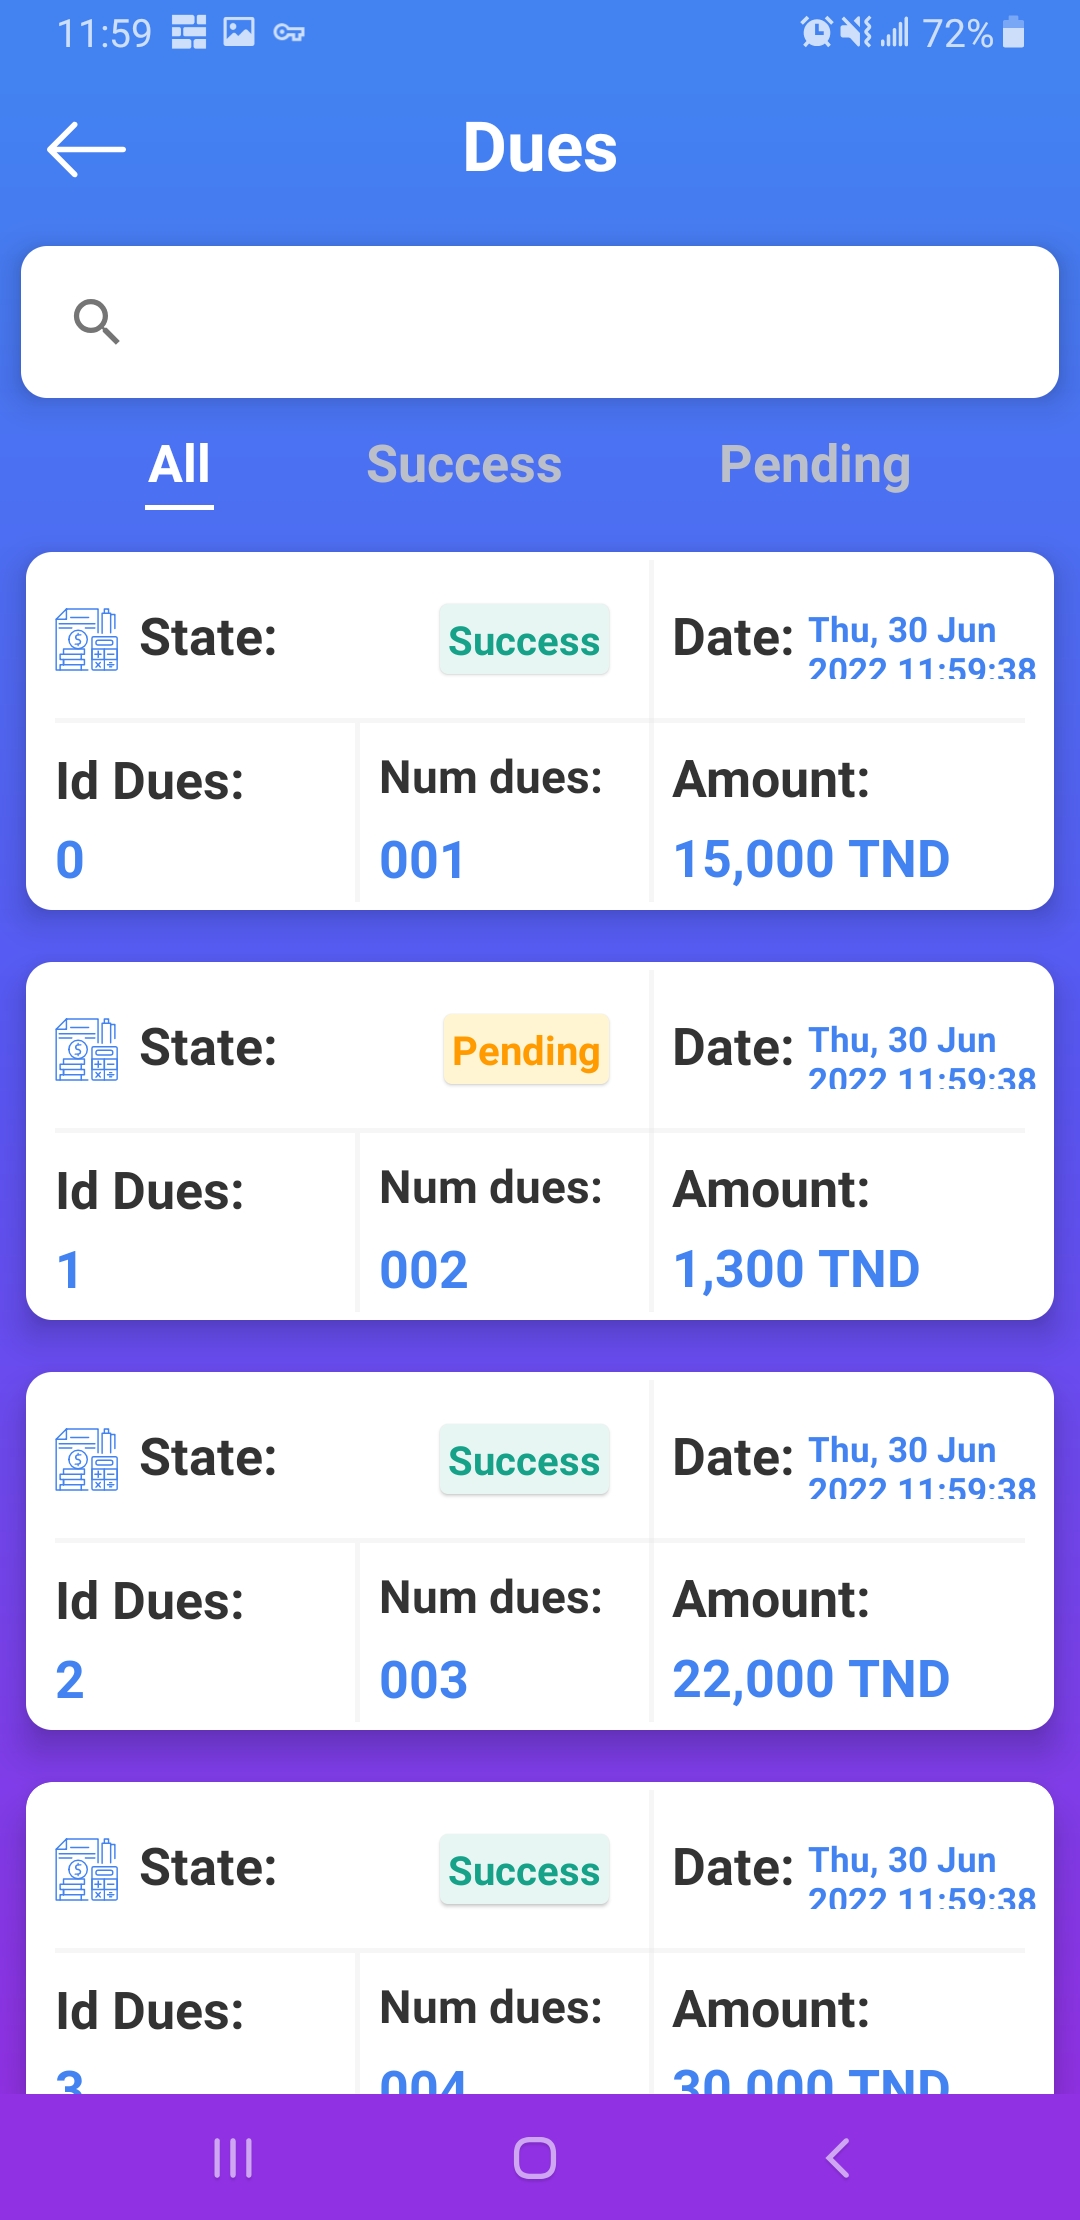 11:59 72%
Dues
All Success Pending
State: Success Date: Thu, 30 Jun
2022 11:59:38
Id Dues: Num dues: Amount:
0 001 15,000 TND
State: Pending Date: Thu, 30 Jun
2022 11:59:38
Id Dues: Num dues: Amount:
1 002 1,300 TND
State: Success Date: Thu, 30 Jun
2022 11:59:38
Id Dues: Num dues: Amount:
2 003 22,000 TND
State: Success Date: Thu, 30 Jun
2022 11:59:38
Id Dues: Num dues: Amount:
3 004 30,000 TND